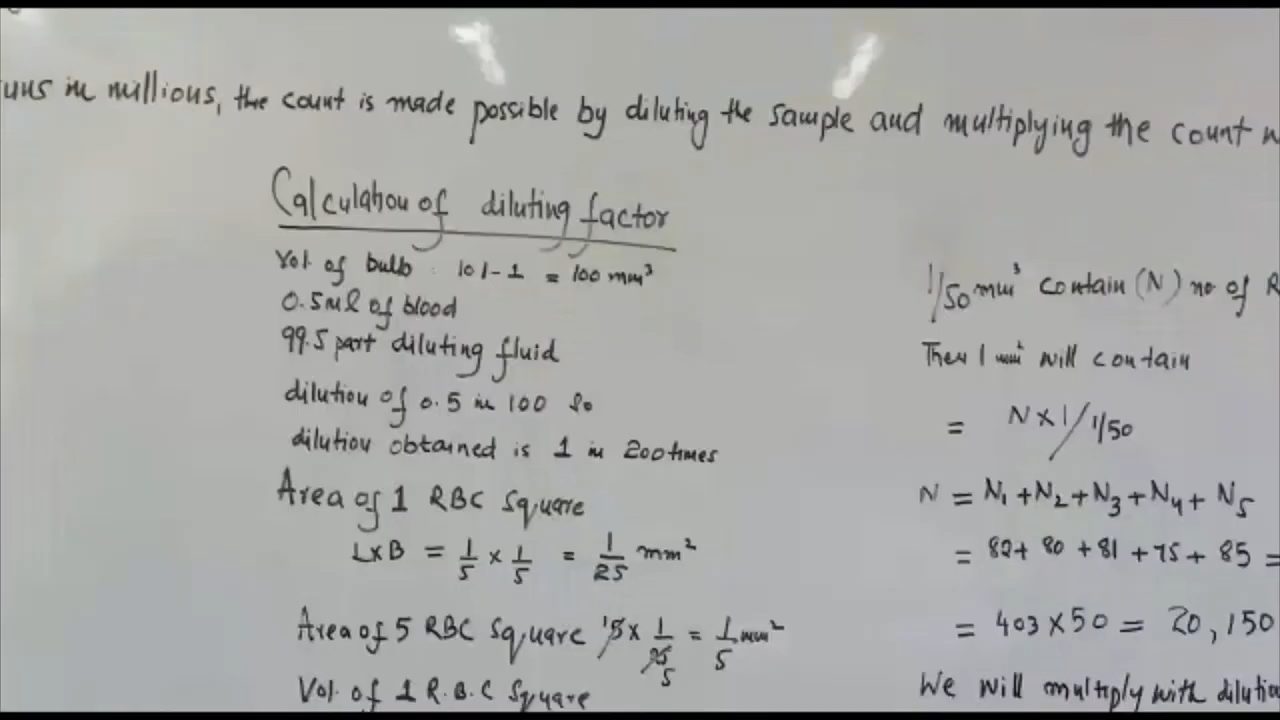 in millions, the count is made possible by diluting the sample and multiplying the count
Calculation of diluting factor
Vol. of bulb : 101-1 = 100 mm³
0.5 ml of blood
99.5 part diluting fluid
dilution of 0.5 in 100 So
dilution obtained is 1 in 200 times
Area of 1 RBC Square
L×B = 1/5 × 1/5 = 1/25 mm²
Area of 5 RBC Square 5 × 1/25 = 1/5 mm²
Vol. of 1 R.B.C Square
1/50 mm³ contain (N) no of R
Then 1 mm³ will contain
= N×1/1/50
N = N₁ + N₂ + N₃ + N₄ + N₅
= 82 + 80 + 81 + 75 + 85 =
= 403 × 50 = 20,150
We will multiply with dilutio